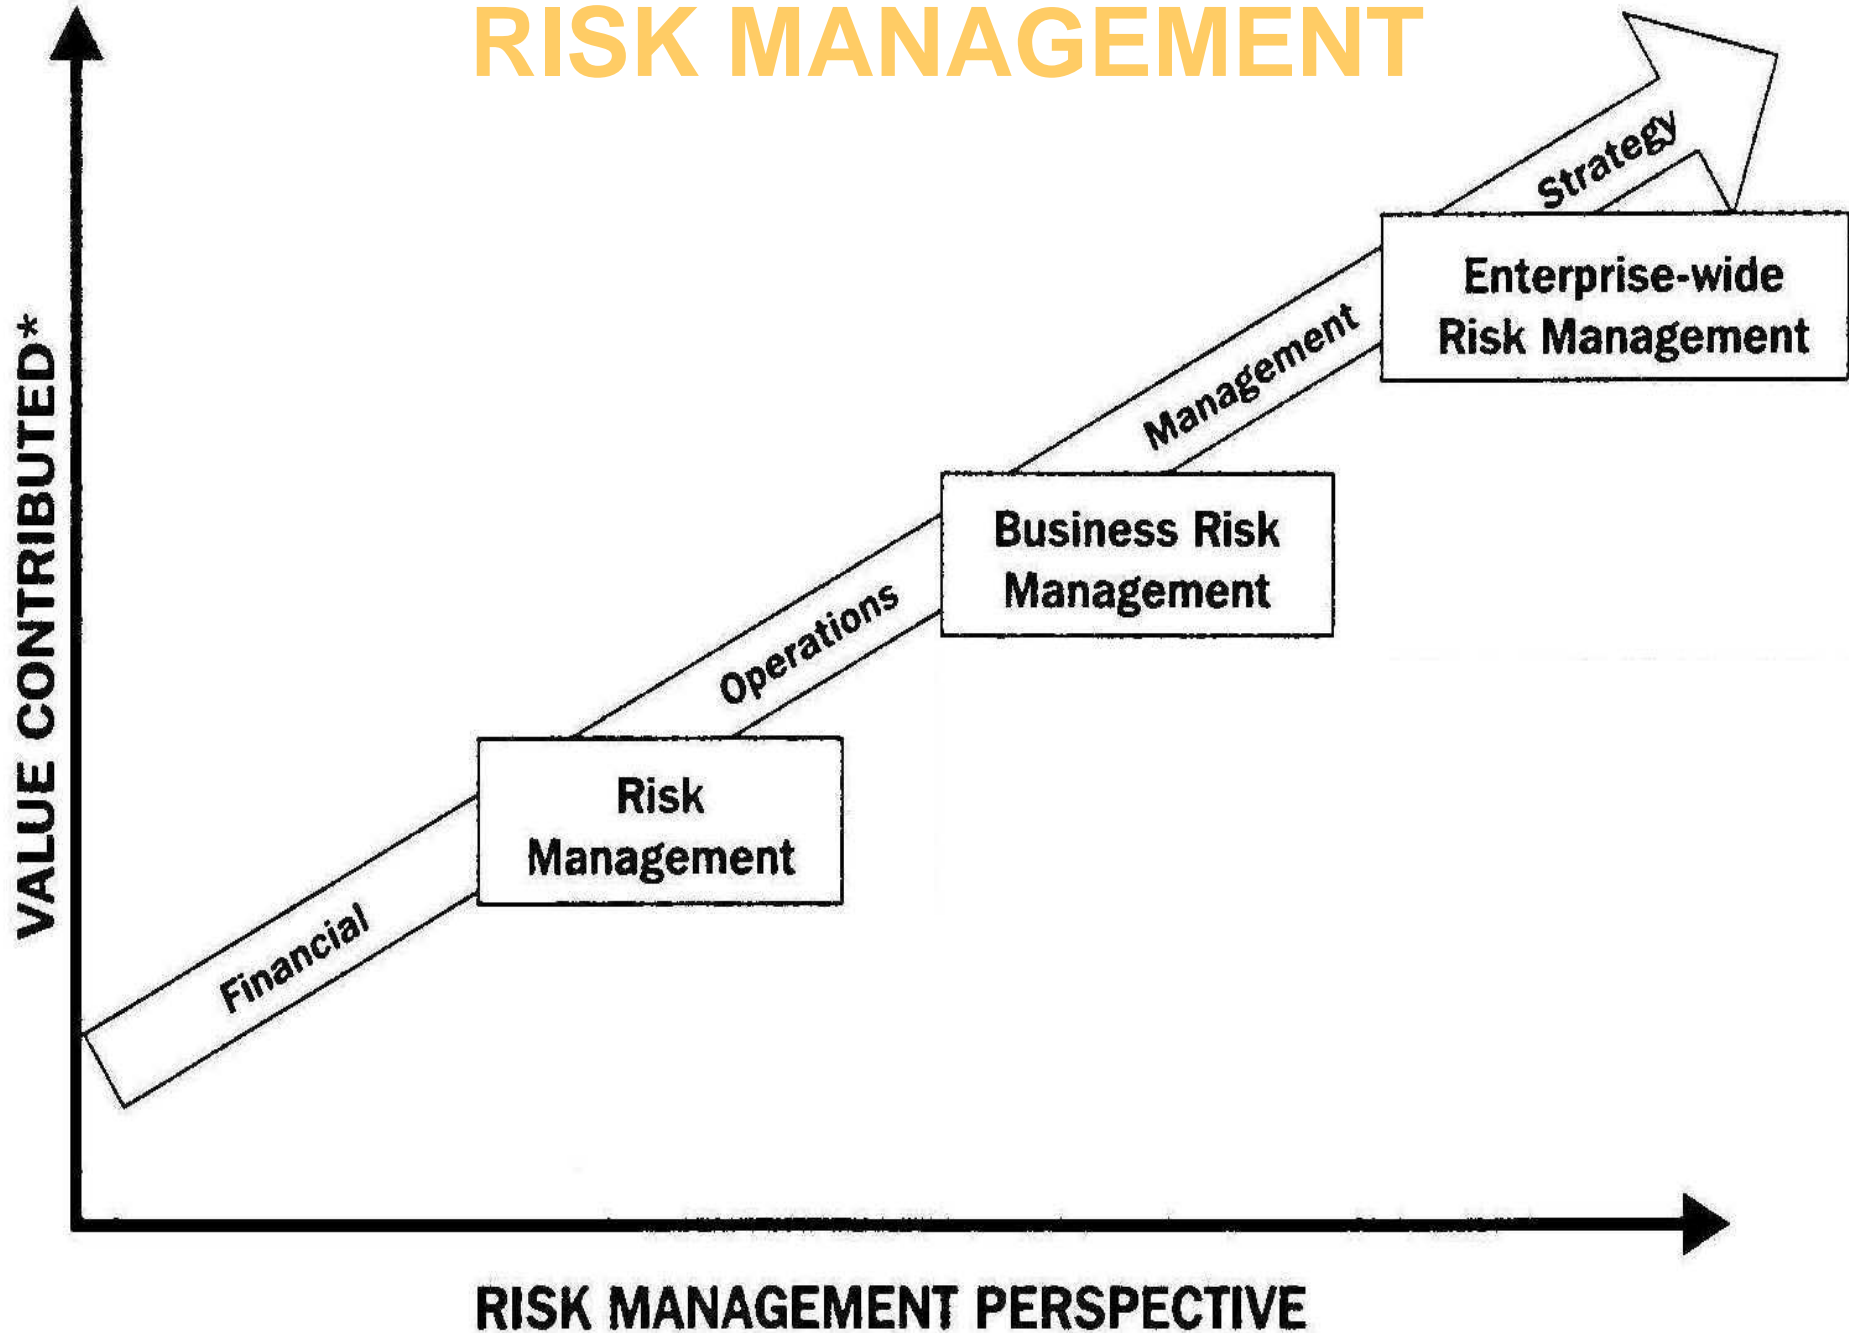 RISK MANAGEMENT
Strategy
Enterprise-wide
Risk Management
Management
Business Risk
Management
Operations
Risk
Management
Financial
VALUE CONTRIBUTED*
RISK MANAGEMENT PERSPECTIVE